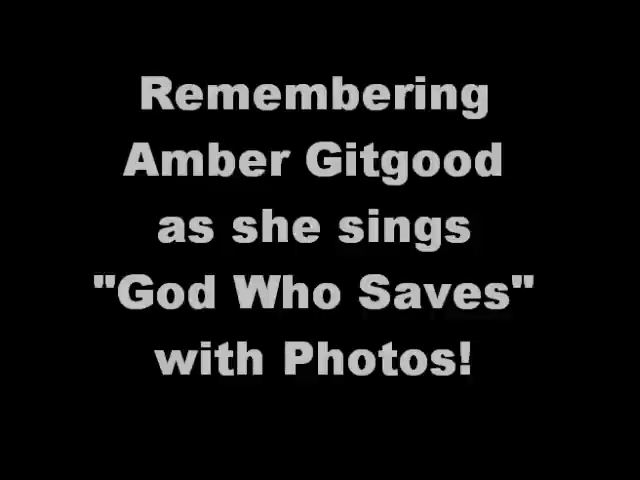 Remembering
Amber Gitgood
as she sings
"God Who Saves"
with Photos!